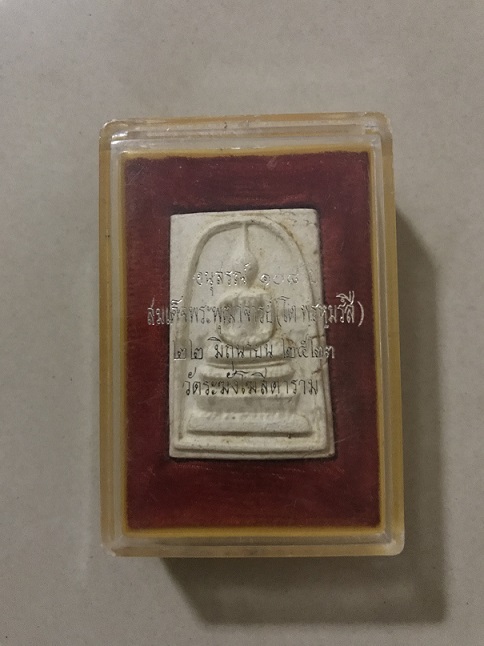 อนุสรณ์ ๑๐๘
สมเด็จพระพุฒาจารย์ (โต พรหฺมรํสี)
๒๒ มิถุนายน ๒๕๒๓
วัดระฆังโฆสิตาราม